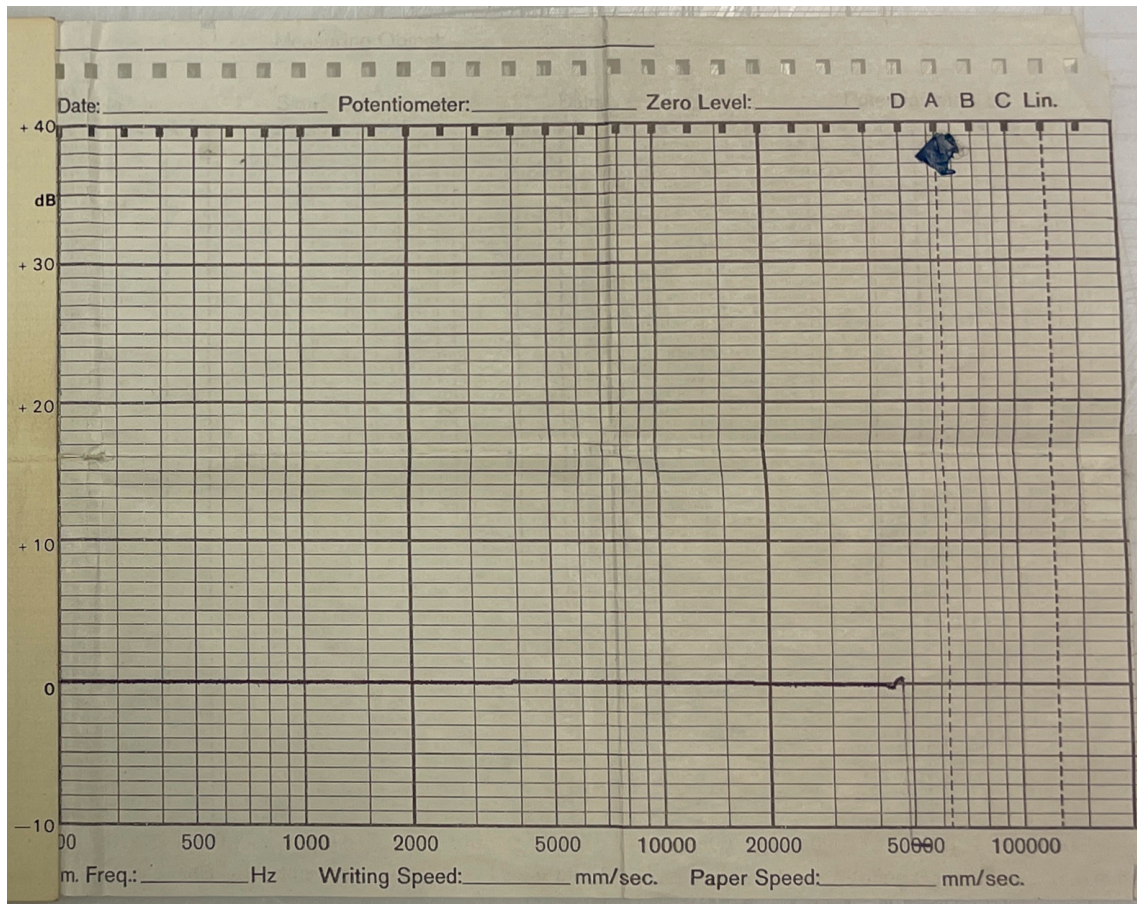 Date: Potentiometer: Zero Level: D A B C Lin.
+ 40
dB
+ 30
+ 20
+ 10
0
—10
00 500 1000 2000 5000 10000 20000 50000 100000
m. Freq.: Hz Writing Speed: mm/sec. Paper Speed: mm/sec.